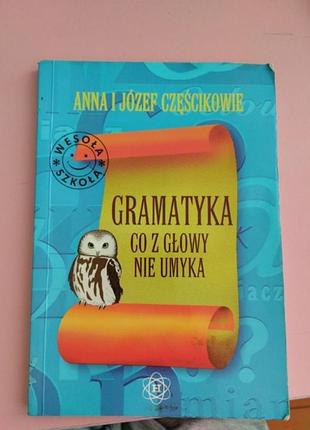 ANNA I JÓZEF CZĘŚCIKOWIE
WESOŁA
SZKOŁA
GRAMATYKA
CO Z GŁOWY
NIE UMYKA
H